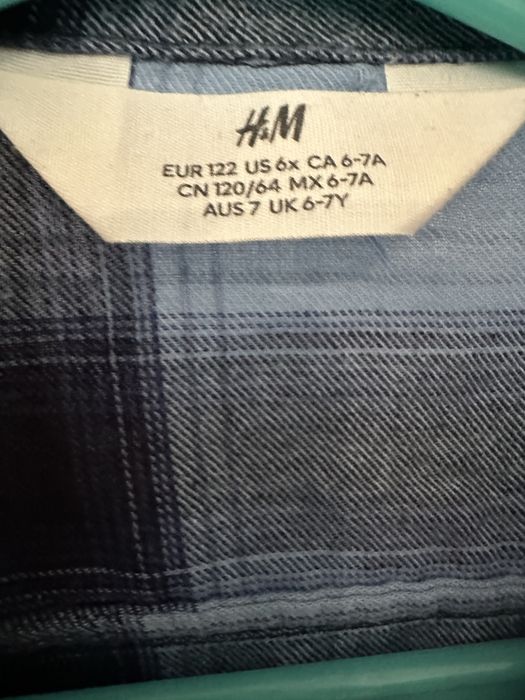 H&M
EUR 122 US 6x CA 6-7A
CN 120/64 MX 6-7A
AUS 7 UK 6-7Y